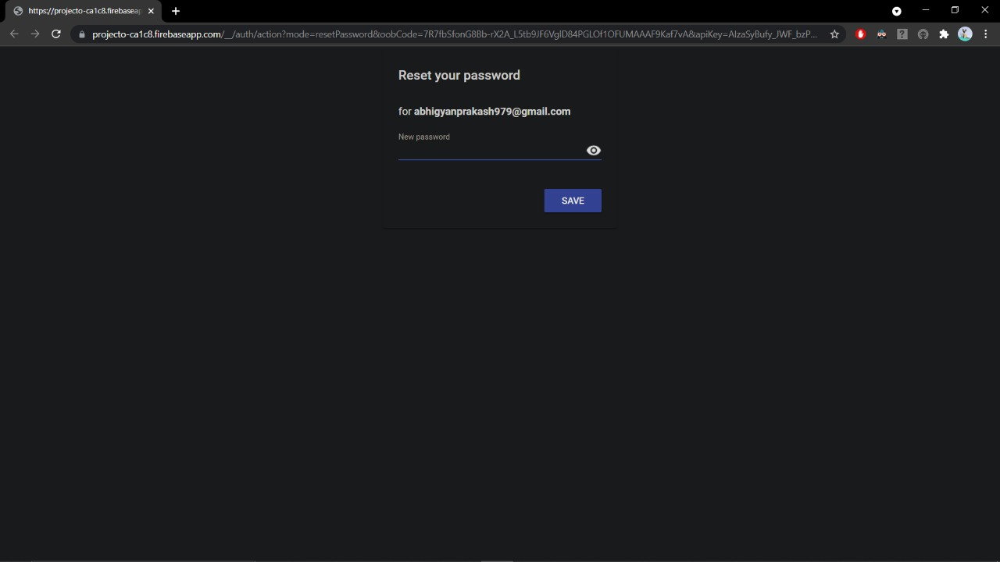 https://projecto-ca1c8.firebaseap
projecto-ca1c8.firebaseapp.com/__/auth/action?mode=resetPassword&oobCode=7R7fbSfonG8Bb-rX2A_L5tb9JF6VglD84PGLOf1OFUMAAAF9Kaf7vA&apiKey=AIzaSyBufy_JWF_bzP...
Reset your password
for abhigyanprakash979@gmail.com
New password
SAVE